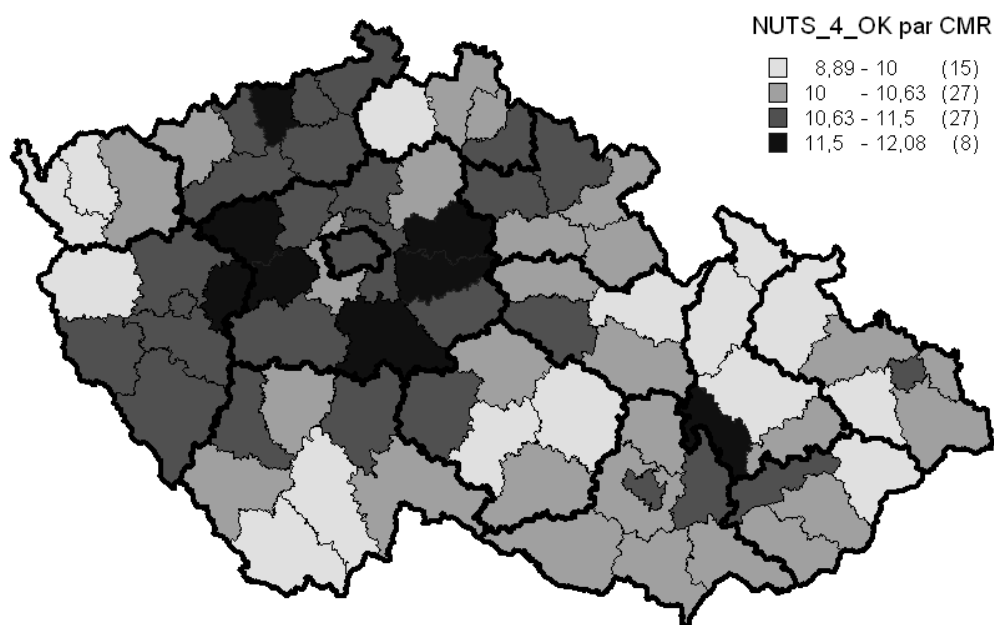 NUTS_4_OK par CMR
8,89 - 10 (15)
10 - 10,63 (27)
10,63 - 11,5 (27)
11,5 - 12,08 (8)